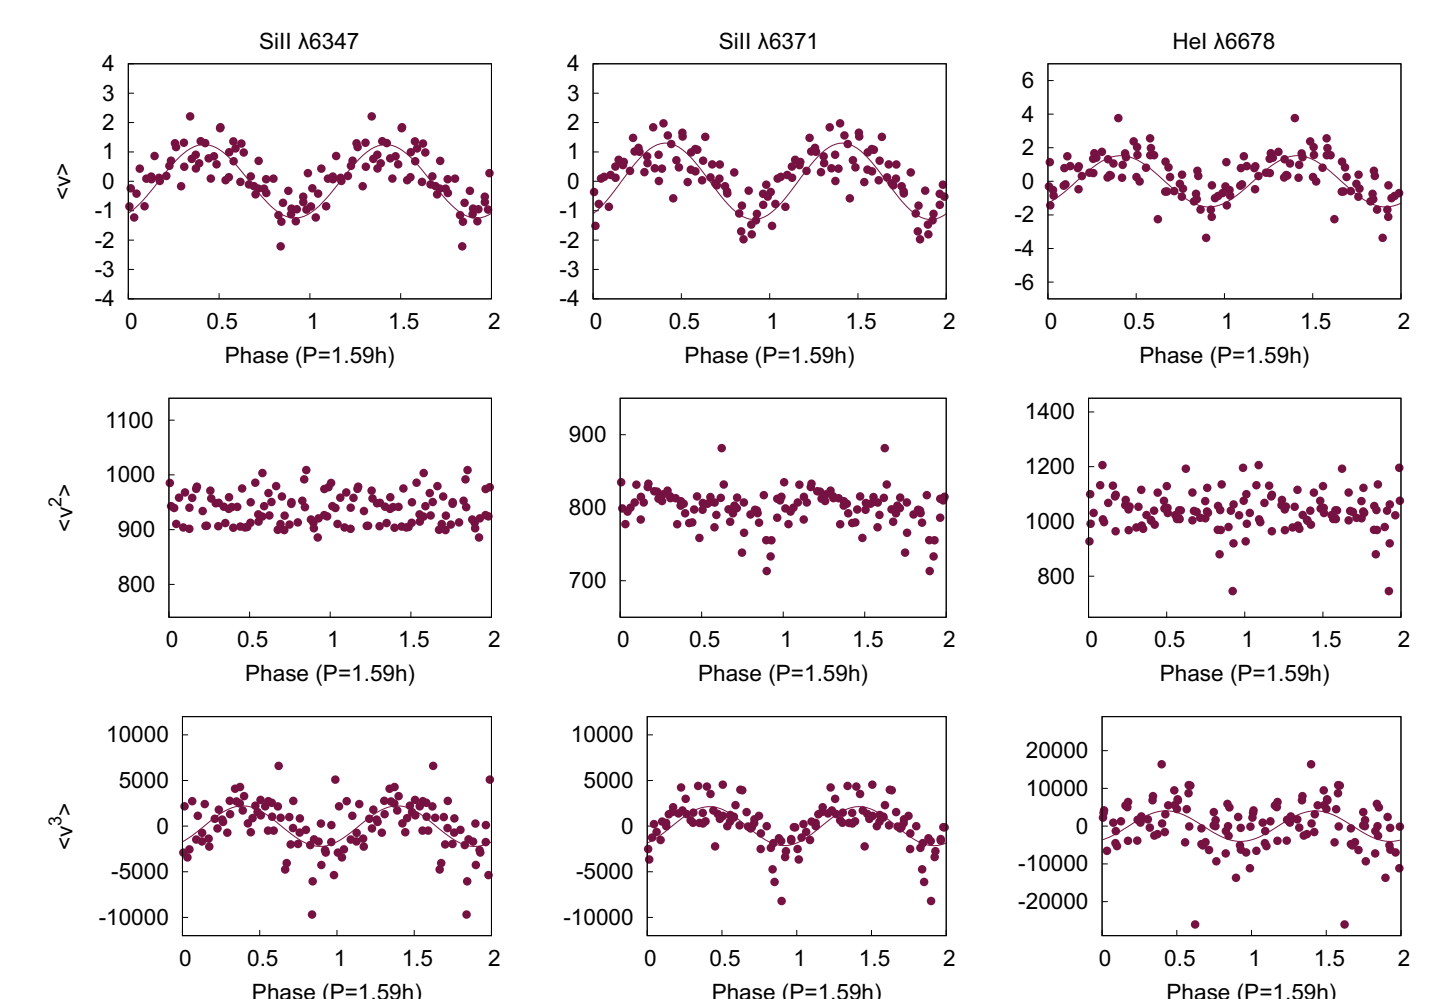 SiII λ6347 SiII λ6371 HeI λ6678
<v>
4 3 2 1 0 -1 -2 -3 -4
0 0.5 1 1.5 2
Phase (P=1.59h)
4 3 2 1 0 -1 -2 -3 -4
0 0.5 1 1.5 2
Phase (P=1.59h)
6 4 2 0 -2 -4 -6
0 0.5 1 1.5 2
Phase (P=1.59h)
<v²>
1100 1000 900 800
0 0.5 1 1.5 2
Phase (P=1.59h)
900 800 700
0 0.5 1 1.5 2
Phase (P=1.59h)
1400 1200 1000 800
0 0.5 1 1.5 2
Phase (P=1.59h)
<v³>
10000 5000 0 -5000 -10000
0 0.5 1 1.5 2
Phase (P=1.59h)
10000 5000 0 -5000 -10000
0 0.5 1 1.5 2
Phase (P=1.59h)
20000 10000 0 -10000 -20000
0 0.5 1 1.5 2
Phase (P=1.59h)